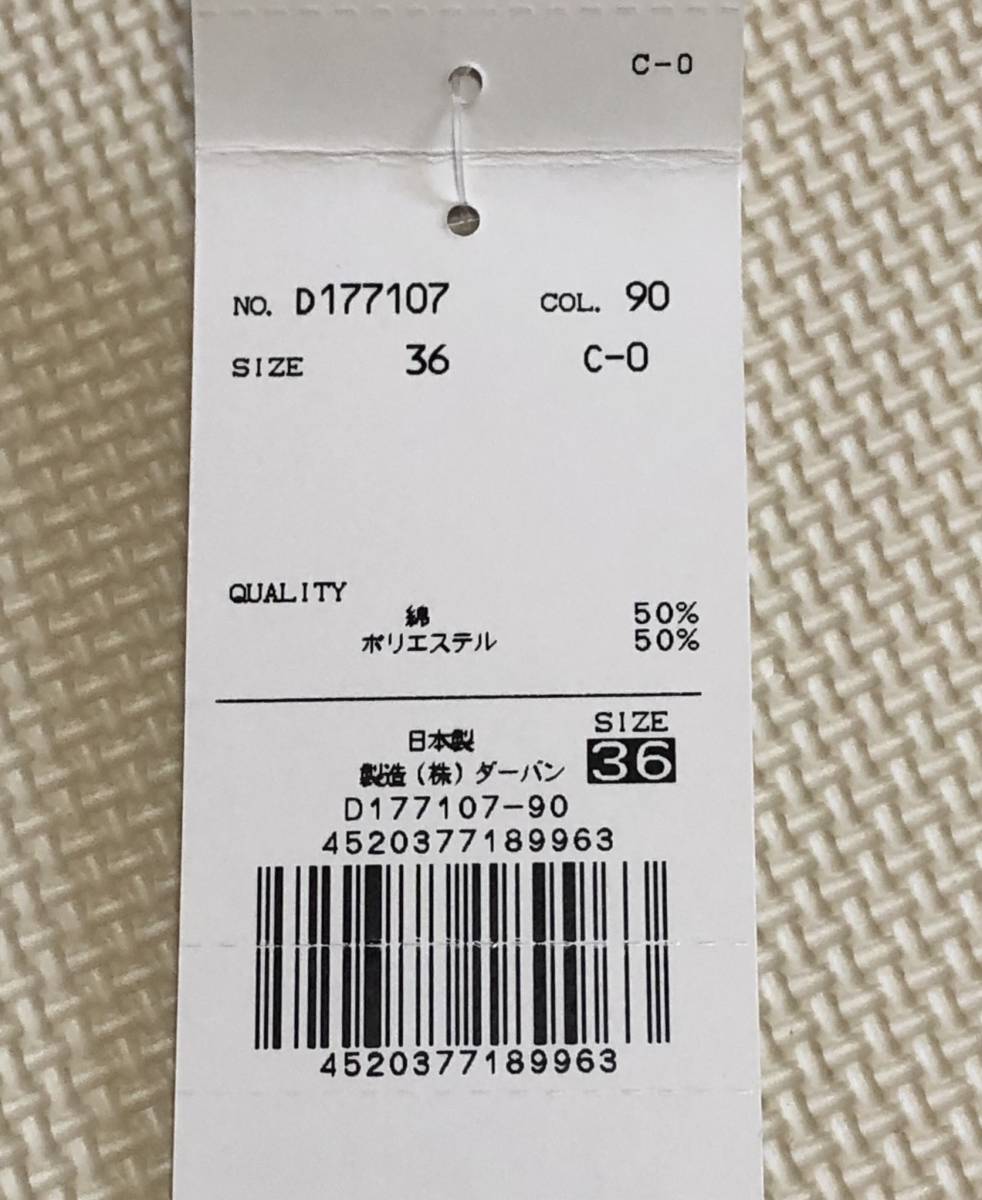 C-0
NO. D177107 COL. 90
SIZE 36 C-0
QUALITY
綿 50%
ポリエステル 50%
SIZE
日本製 36
製造(株)ダーバン
D177107-90
4520377189963
4520377189963